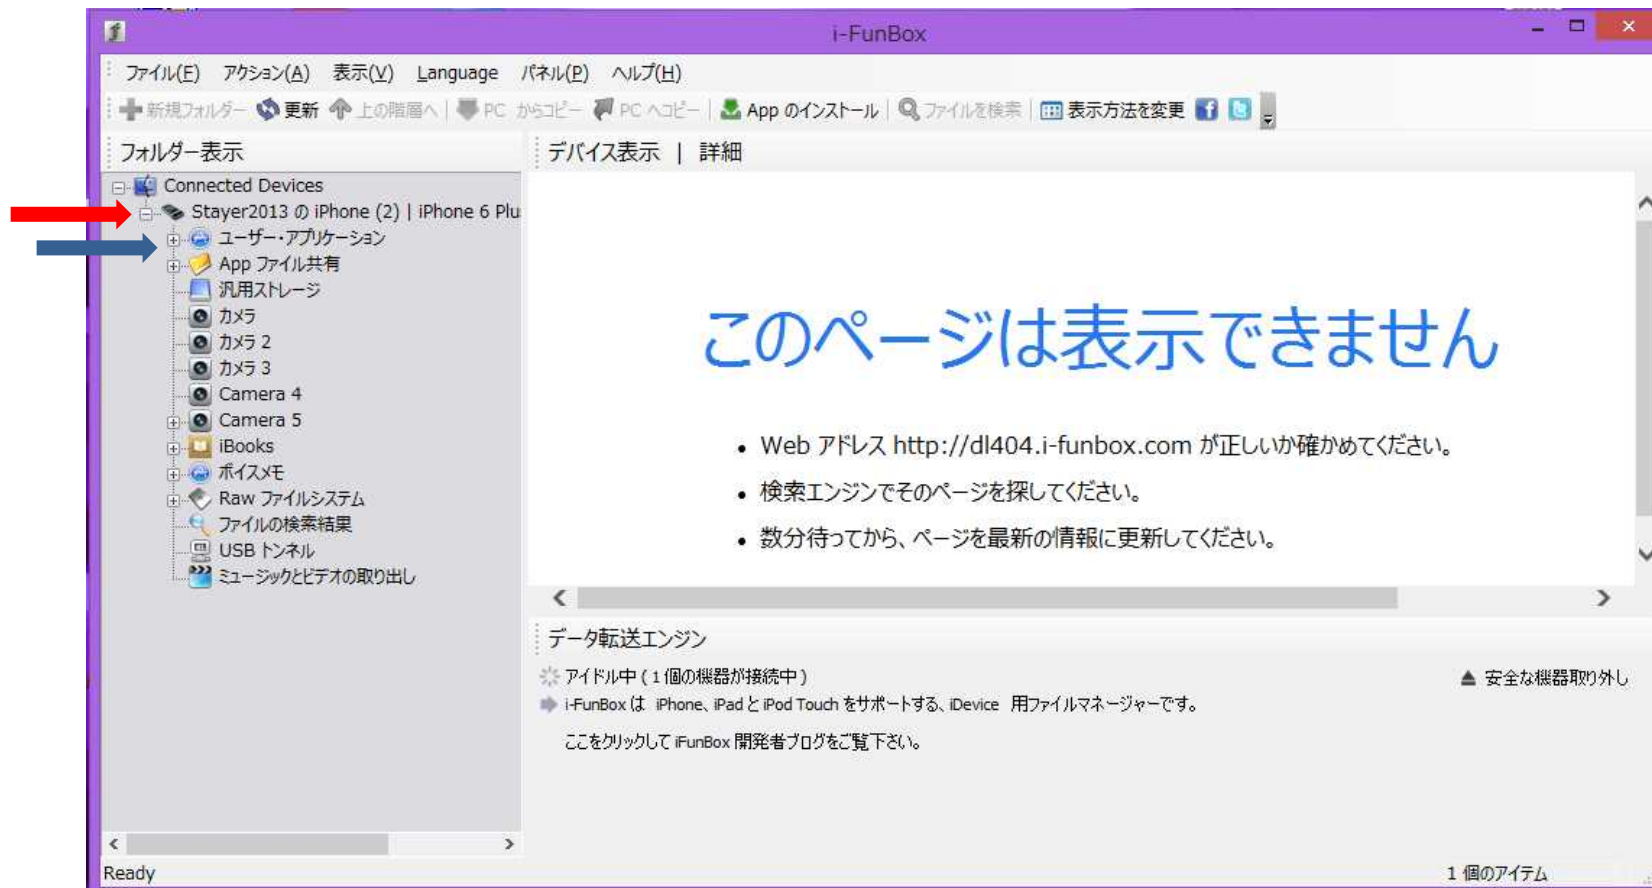 i-FunBox
ファイル(F) アクション(A) 表示(V) Language パネル(P) ヘルプ(H)
新規フォルダー 更新 上の階層へ PC からコピー PC へコピー App のインストール ファイルを検索 表示方法を変更
フォルダー表示
デバイス表示 | 詳細
Connected Devices
Stayer2013 の iPhone (2) | iPhone 6 Plu
ユーザー・アプリケーション
App ファイル共有
汎用ストレージ
カメラ
カメラ 2
カメラ 3
Camera 4
Camera 5
iBooks
ボイスメモ
Raw ファイルシステム
ファイルの検索結果
USB トンネル
ミュージックとビデオの取り出し
このページは表示できません
• Web アドレス http://dl404.i-funbox.com が正しいか確かめてください。
• 検索エンジンでそのページを探してください。
• 数分待ってから、ページを最新の情報に更新してください。
データ転送エンジン
アイドル中 ( 1 個の機器が接続中 )
安全な機器取り外し
i-FunBox は iPhone、iPad と iPod Touch をサポートする、iDevice 用ファイルマネージャーです。
ここをクリックして iFunBox 開発者ブログをご覧下さい。
Ready
1 個のアイテム